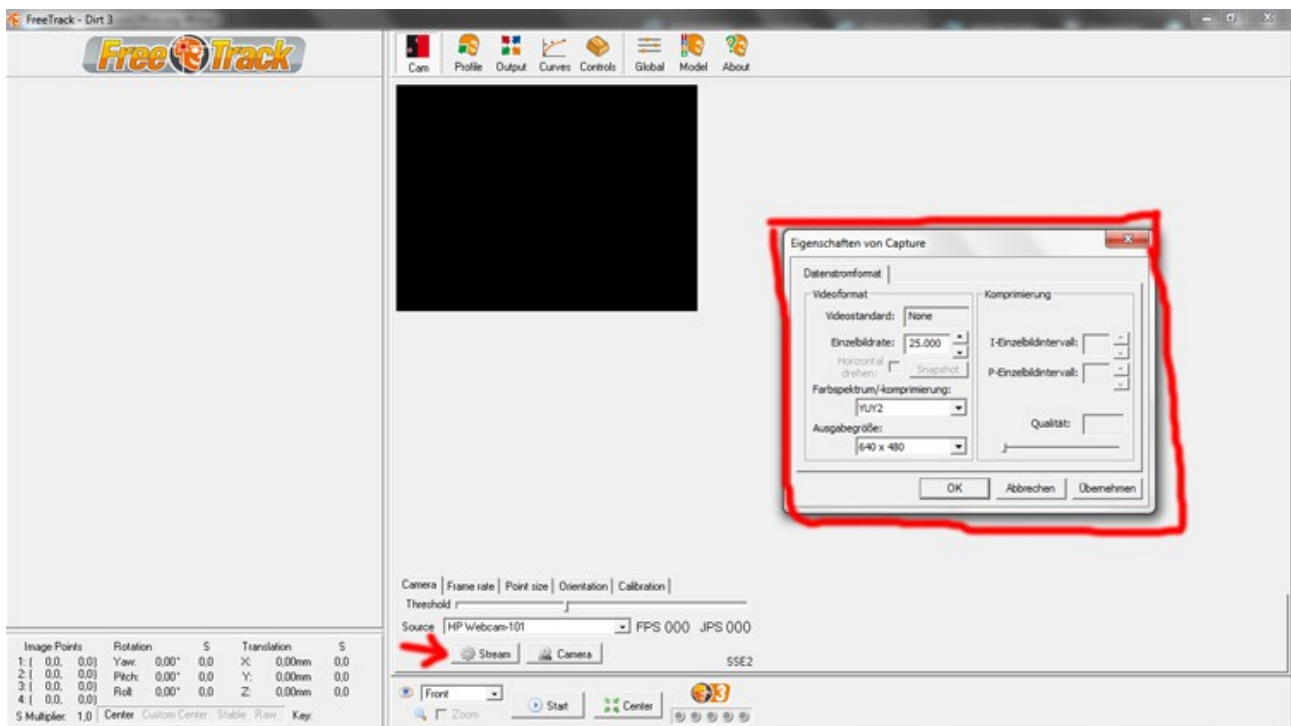 FreeTrack - Dirt 3
FreeTrack
Cam Profile Output Curves Controls Global Model About
Eigenschaften von Capture
Datenstromformat
Videoformat
Videostandard: None
Einzelbildrate: 25.000
Horizontal drehen: Snapshot
Farbspektrum/-komprimierung:
YUY2
Ausgabegröße:
640 x 480
Komprimierung
I-Einzelbildintervall:
P-Einzelbildintervall:
Qualität:
OK Abbrechen Übernehmen
Camera Frame rate Point size Orientation Calibration
Threshold
Source HP Webcam-101 FPS 000 JPS 000
Stream Camera SSE2
Front Start Center 3
Zoom
Image Points Rotation S Translation S
1: ( 0,0, 0,0) Yaw: 0,00° 0,0 X: 0,00mm 0,0
2: ( 0,0, 0,0) Pitch: 0,00° 0,0 Y: 0,00mm 0,0
3: ( 0,0, 0,0) Roll: 0,00° 0,0 Z: 0,00mm 0,0
4: ( 0,0, 0,0)
S Multiplier: 1,0 Center Custom Center Stable Raw Key: